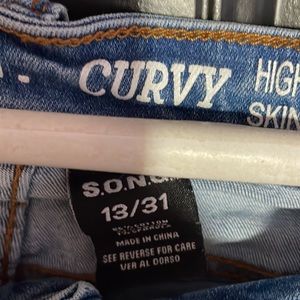 CURVY
HIGH
SKIN
S.O.N.G.
13/31
MADE IN CHINA
SEE REVERSE FOR CARE
VER AL DORSO